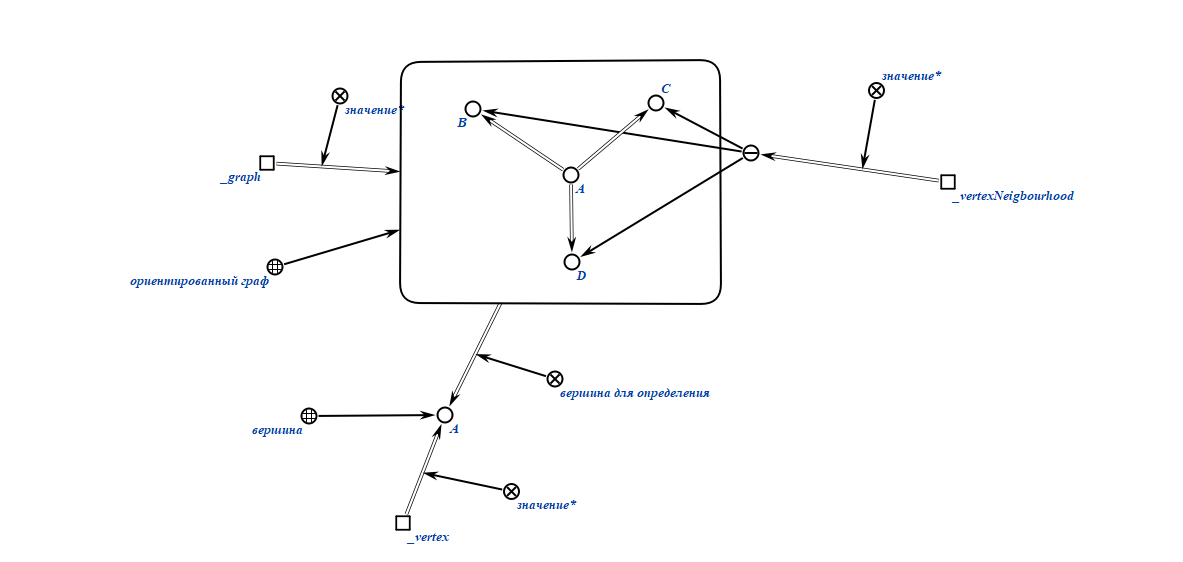 значение*
C
значение*
B
_graph
A
_vertexNeigbourhood
ориентированный граф
D
вершина для определения
вершина
A
значение*
_vertex